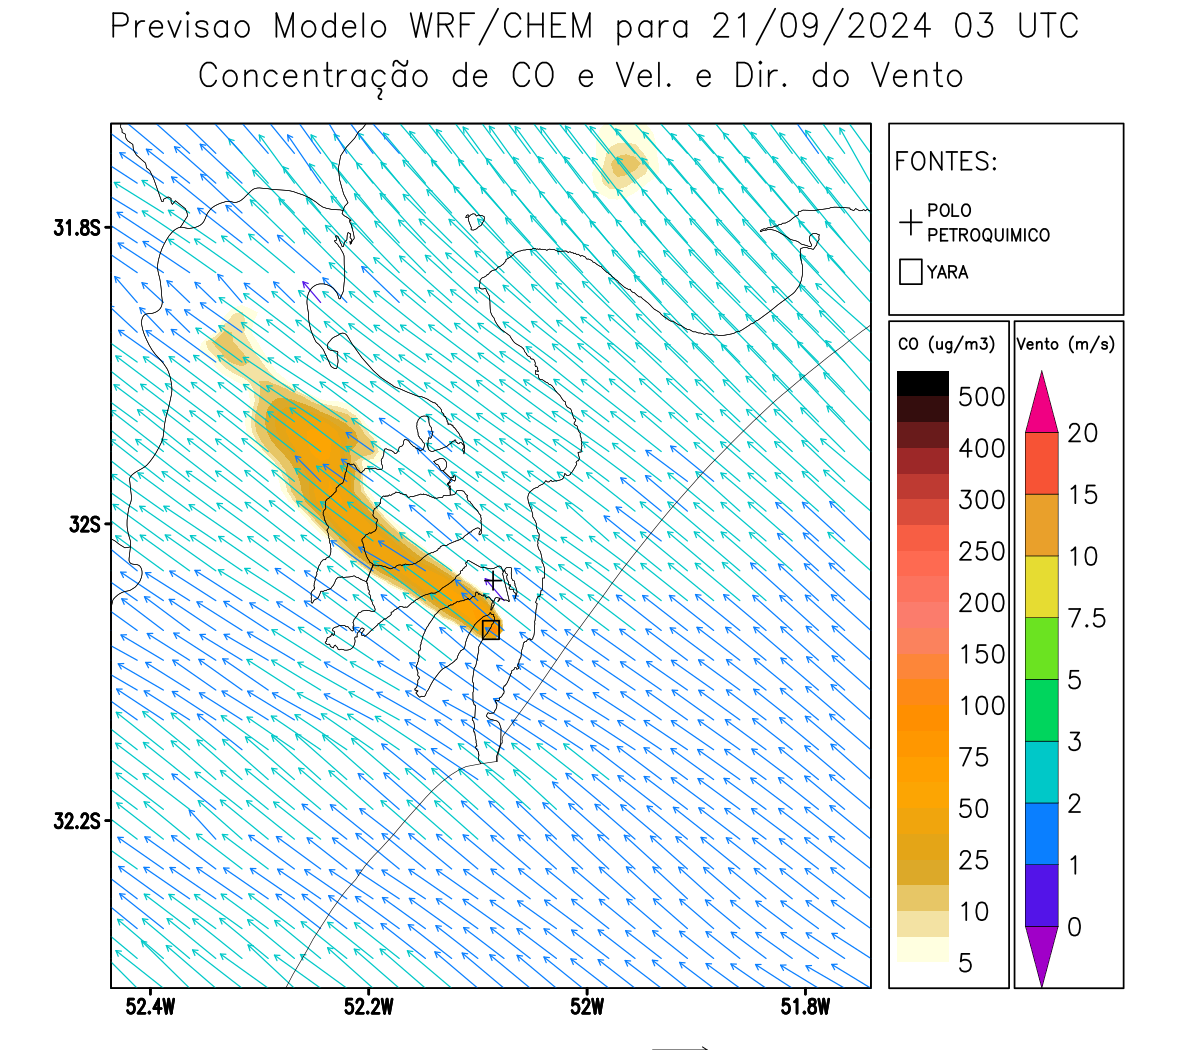 Previsao Modelo WRF/CHEM para 21/09/2024 03 UTC
Concentração de CO e Vel. e Dir. do Vento
FONTES:
POLO
PETROQUIMICO
YARA
CO (ug/m3)
500
400
300
250
200
150
100
75
50
25
10
5
Vento (m/s)
20
15
10
7.5
5
3
2
1
0
31.8S
32S
32.2S
52.4W
52.2W
52W
51.8W